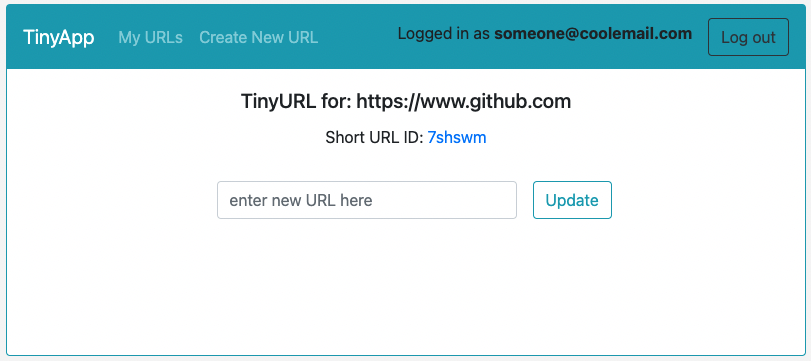 TinyApp My URLs Create New URL Logged in as someone@coolemail.com Log out
TinyURL for: https://www.github.com
Short URL ID: 7shswm
enter new URL here Update